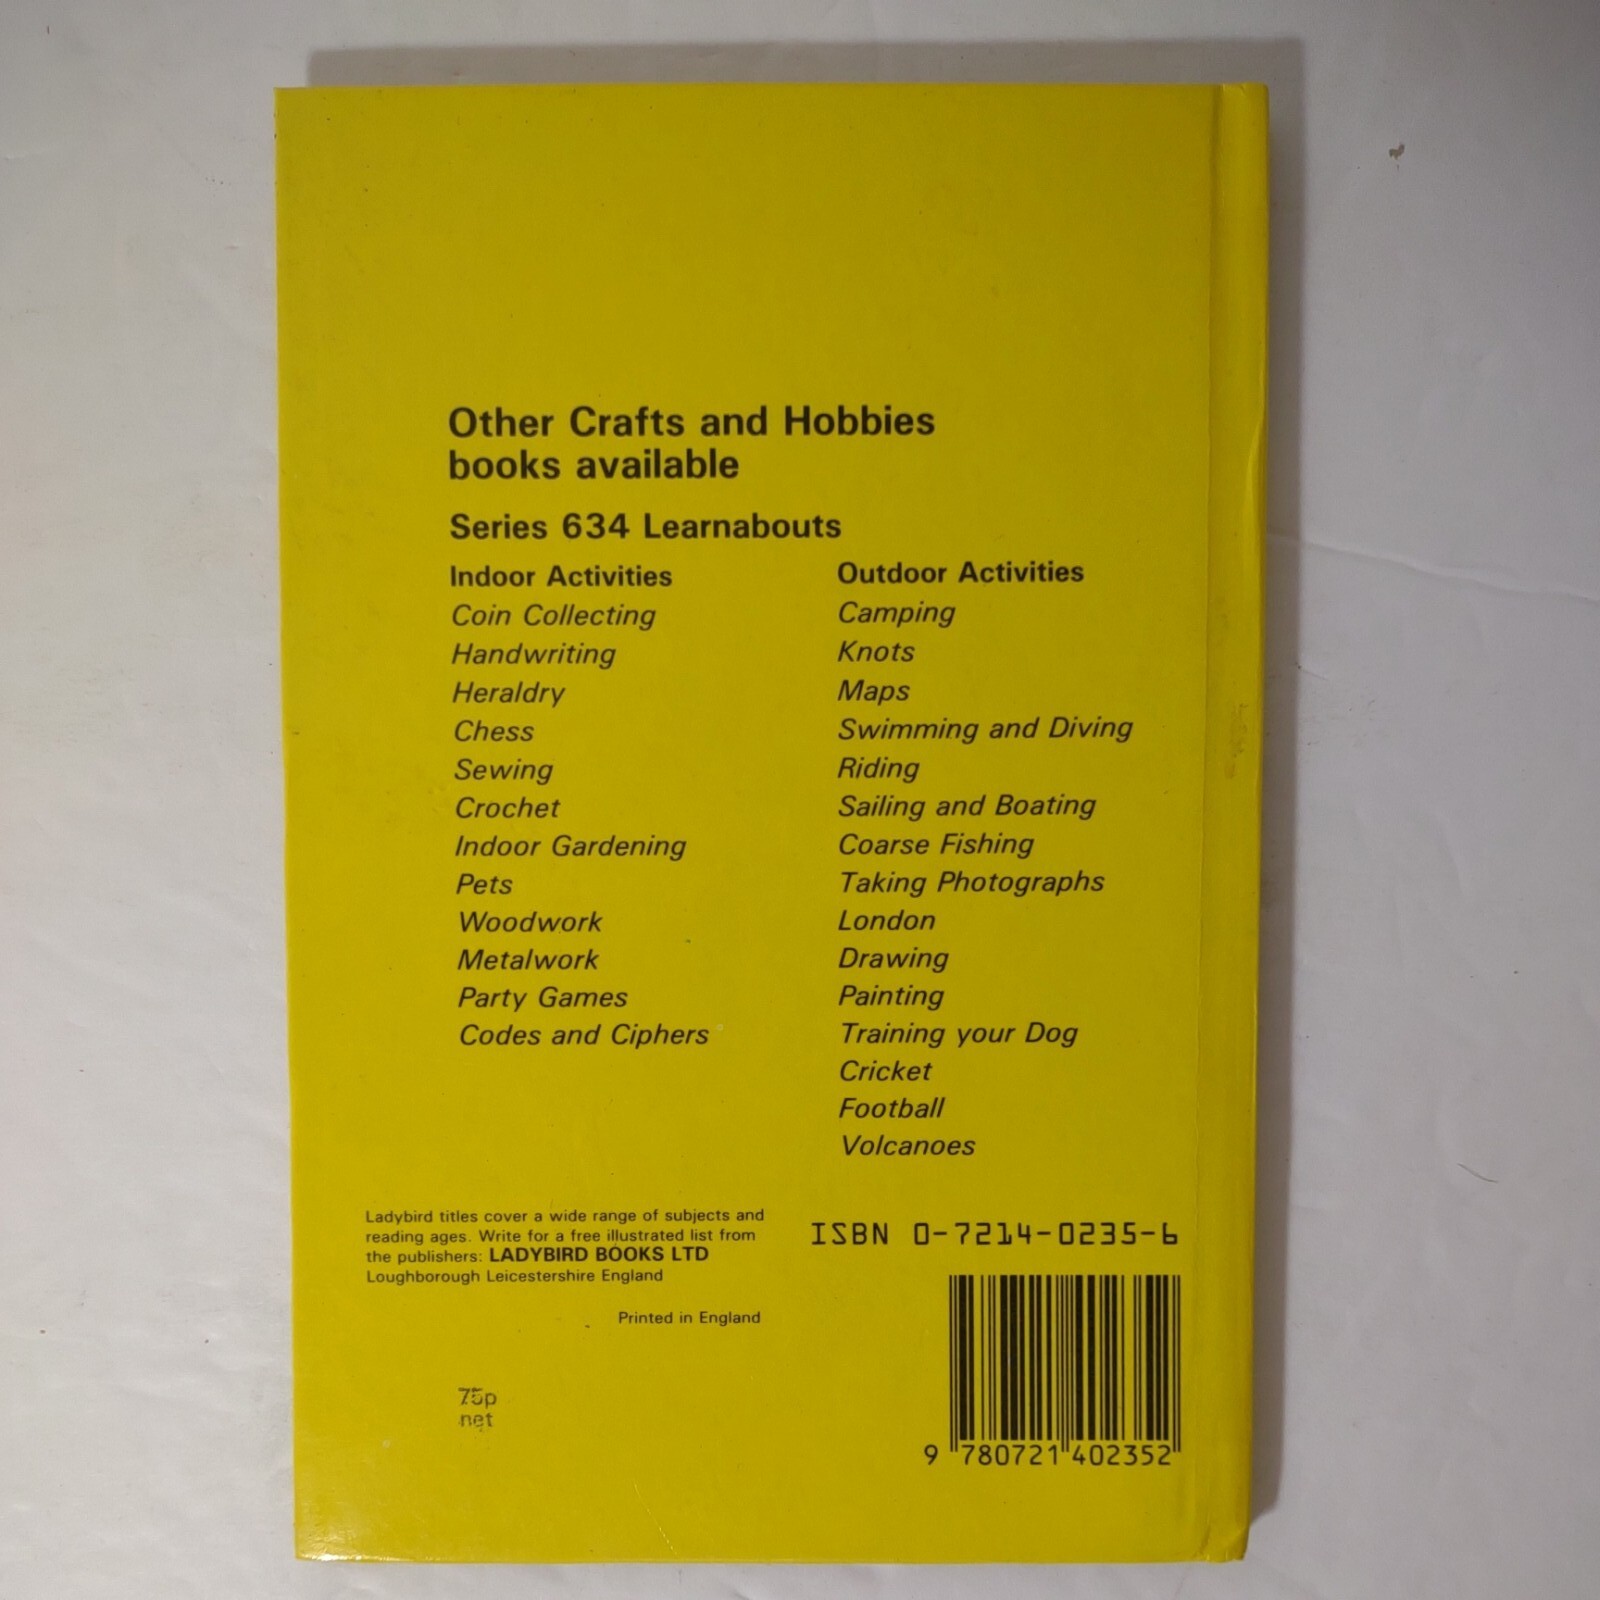 Other Crafts and Hobbies
books available
Series 634 Learnabouts
Indoor Activities
Coin Collecting
Handwriting
Heraldry
Chess
Sewing
Crochet
Indoor Gardening
Pets
Woodwork
Metalwork
Party Games
Codes and Ciphers
Outdoor Activities
Camping
Knots
Maps
Swimming and Diving
Riding
Sailing and Boating
Coarse Fishing
Taking Photographs
London
Drawing
Painting
Training your Dog
Cricket
Football
Volcanoes
Ladybird titles cover a wide range of subjects and
reading ages. Write for a free illustrated list from
the publishers: LADYBIRD BOOKS LTD
Loughborough Leicestershire England
Printed in England
75p
net
ISBN 0-7214-0235-6
9 780721 402352